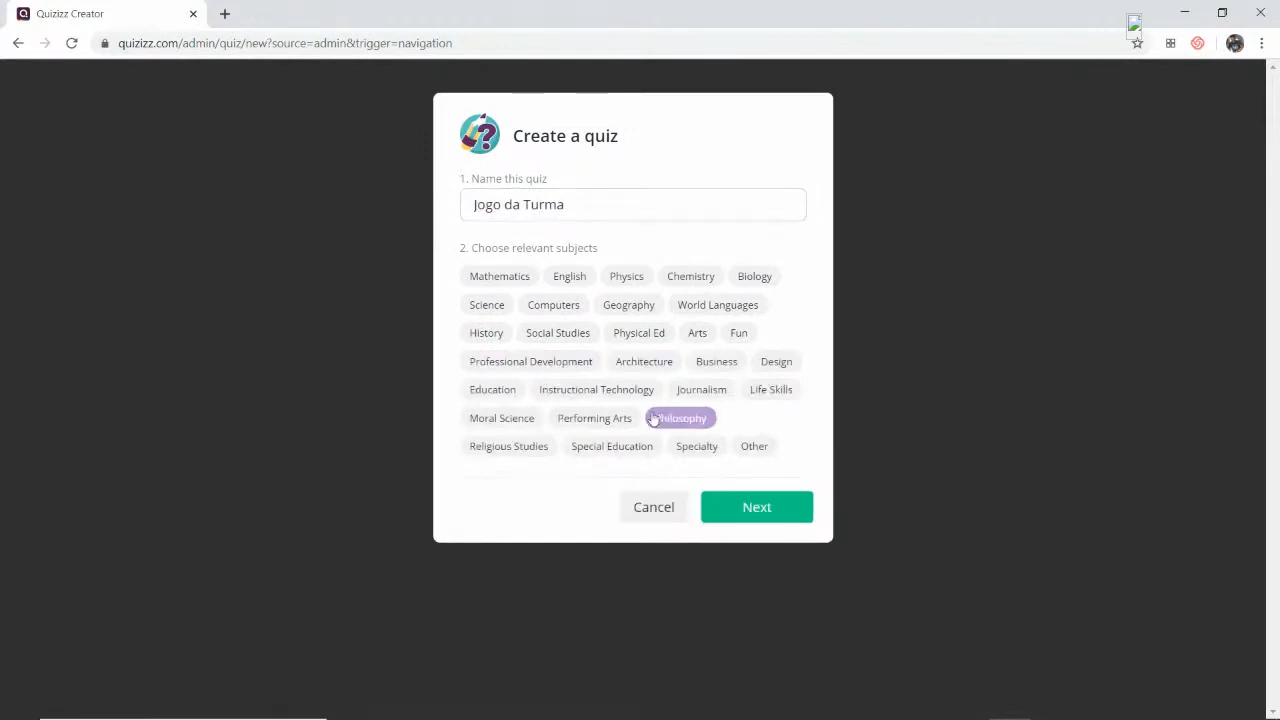 Quizizz Creator
quizizz.com/admin/quiz/new?source=admin&trigger=navigation
Create a quiz
1. Name this quiz
Jogo da Turma
2. Choose relevant subjects
Mathematics English Physics Chemistry Biology
Science Computers Geography World Languages
History Social Studies Physical Ed Arts Fun
Professional Development Architecture Business Design
Education Instructional Technology Journalism Life Skills
Moral Science Performing Arts Philosophy
Religious Studies Special Education Specialty Other
Cancel Next